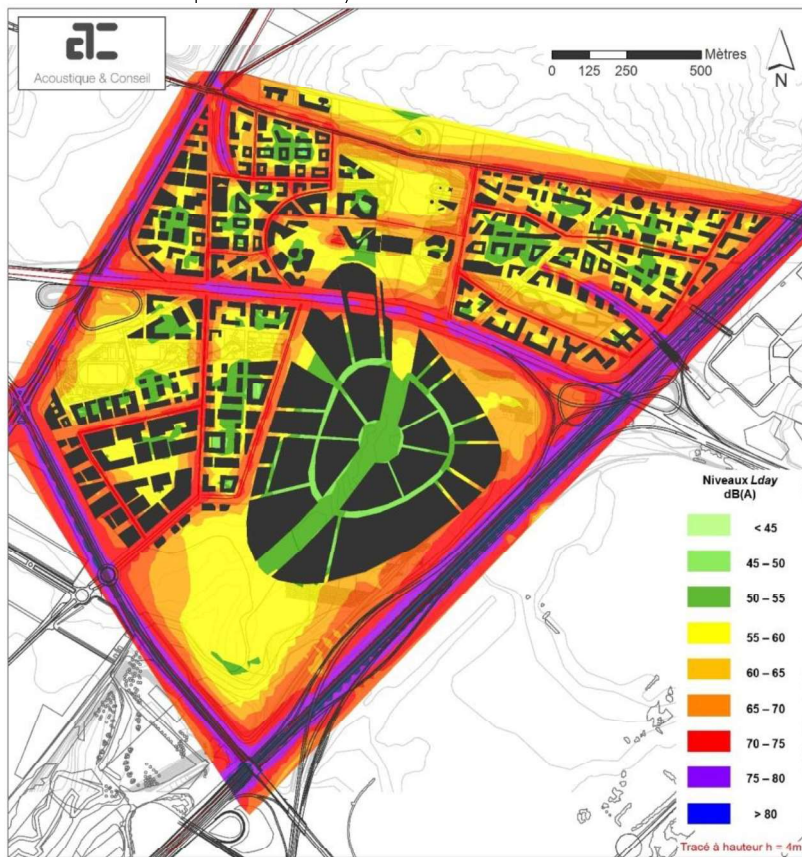 ac
Acoustique & Conseil
Mètres
0 125 250 500
N
Niveaux Lday
dB(A)
< 45
45 – 50
50 – 55
55 – 60
60 – 65
65 – 70
70 – 75
75 – 80
> 80
Tracé à hauteur h = 4m